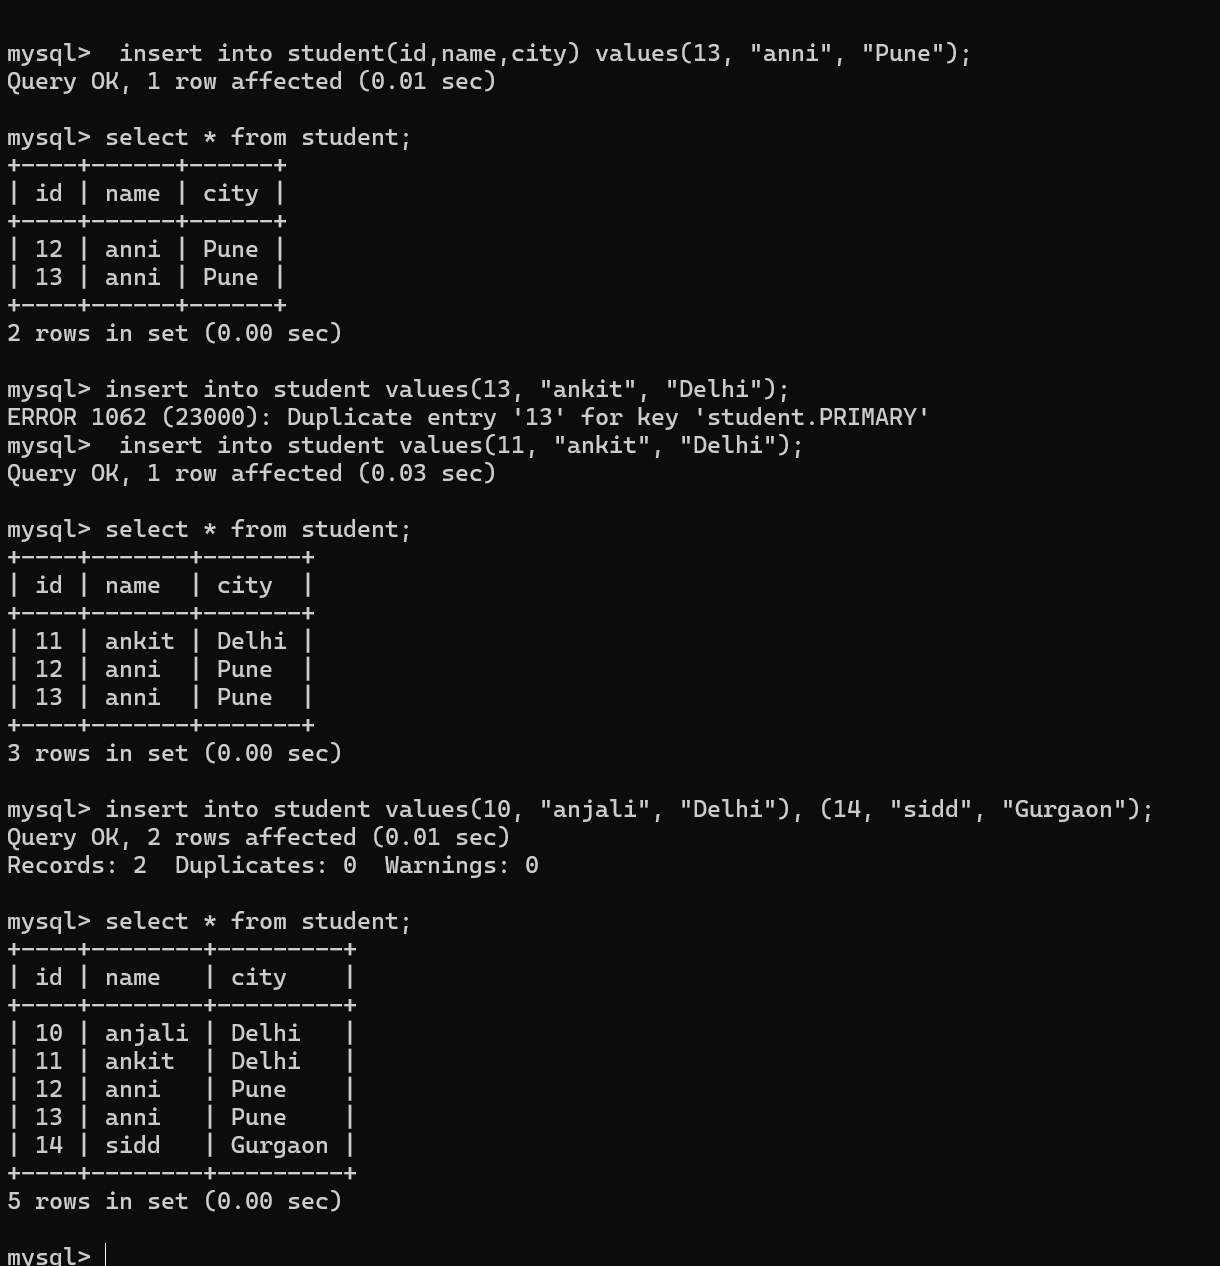 mysql>  insert into student(id,name,city) values(13, "anni", "Pune");
Query OK, 1 row affected (0.01 sec)

mysql> select * from student;
+----+------+------+
| id | name | city |
+----+------+------+
| 12 | anni | Pune |
| 13 | anni | Pune |
+----+------+------+
2 rows in set (0.00 sec)

mysql> insert into student values(13, "ankit", "Delhi");
ERROR 1062 (23000): Duplicate entry '13' for key 'student.PRIMARY'
mysql>  insert into student values(11, "ankit", "Delhi");
Query OK, 1 row affected (0.03 sec)

mysql> select * from student;
+----+-------+-------+
| id | name  | city  |
+----+-------+-------+
| 11 | ankit | Delhi |
| 12 | anni  | Pune  |
| 13 | anni  | Pune  |
+----+-------+-------+
3 rows in set (0.00 sec)

mysql> insert into student values(10, "anjali", "Delhi"), (14, "sidd", "Gurgaon");
Query OK, 2 rows affected (0.01 sec)
Records: 2  Duplicates: 0  Warnings: 0

mysql> select * from student;
+----+--------+---------+
| id | name   | city    |
+----+--------+---------+
| 10 | anjali | Delhi   |
| 11 | ankit  | Delhi   |
| 12 | anni   | Pune    |
| 13 | anni   | Pune    |
| 14 | sidd   | Gurgaon |
+----+--------+---------+
5 rows in set (0.00 sec)

mysql>